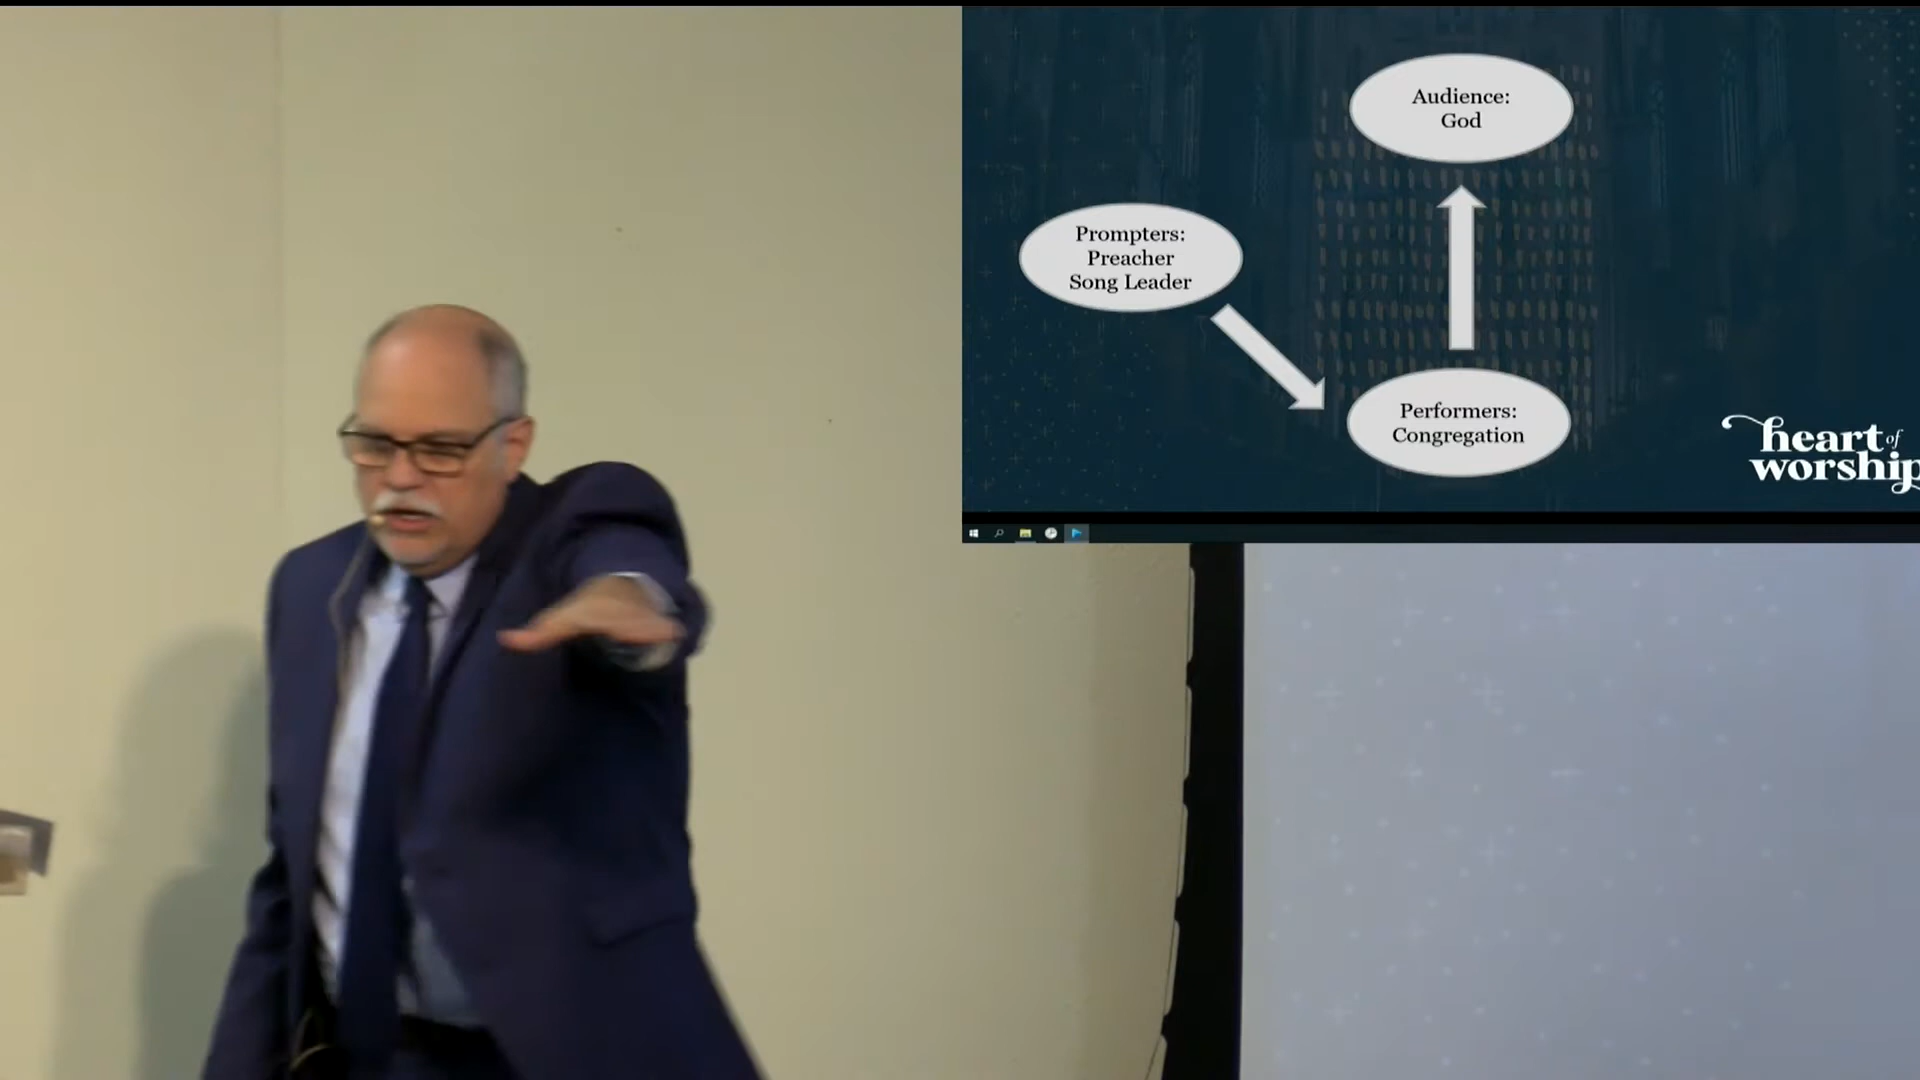 Audience:
God
Prompters:
Preacher
Song Leader
Performers:
Congregation
heart of
worship